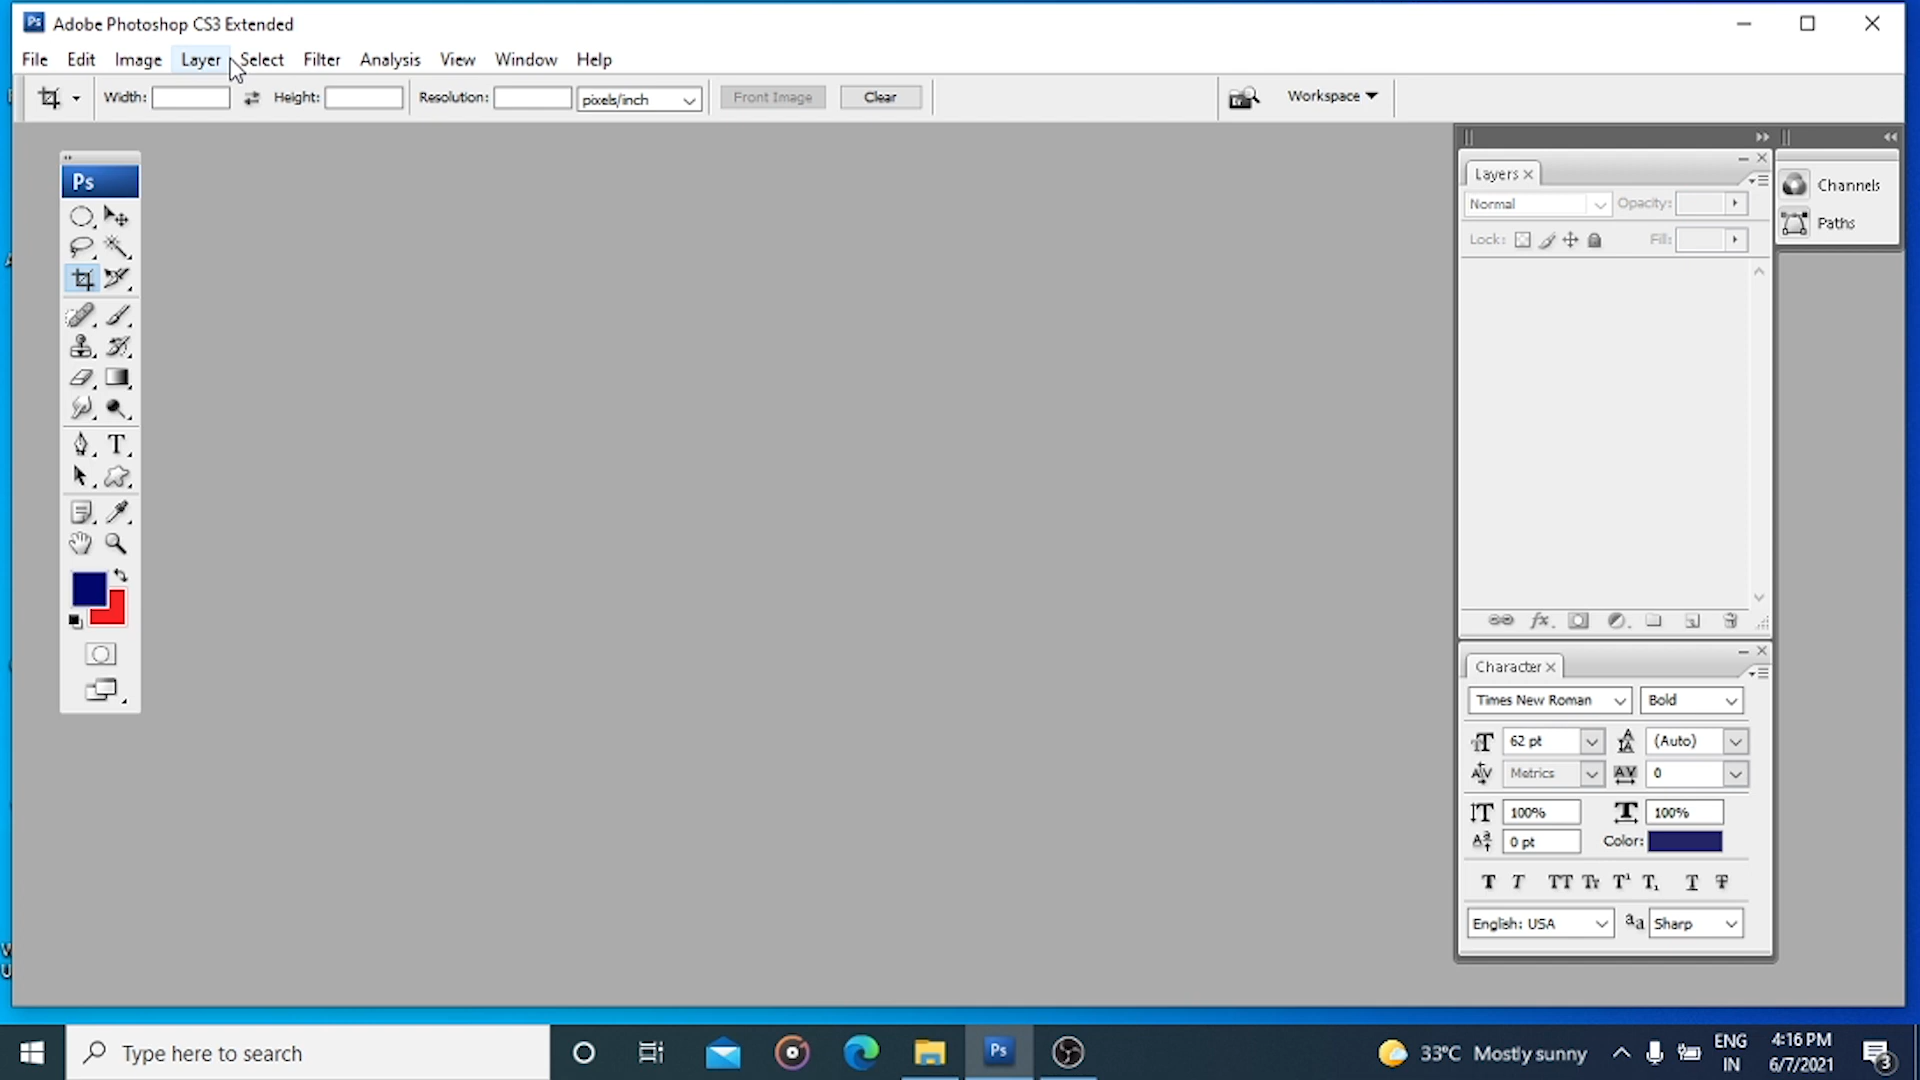 Ps Adobe Photoshop CS3 Extended
File Edit Image Layer Select Filter Analysis View Window Help
Width: Height: Resolution: pixels/inch Front Image Clear Workspace
Ps
Layers
Channels
Normal Opacity:
Paths
Lock: Fill:
Character
Times New Roman Bold
62 pt (Auto)
Metrics 0
100% 100%
0 pt Color:
English: USA Sharp
Type here to search
Ps
33°C Mostly sunny
ENG
IN
4:16 PM
6/7/2021
3